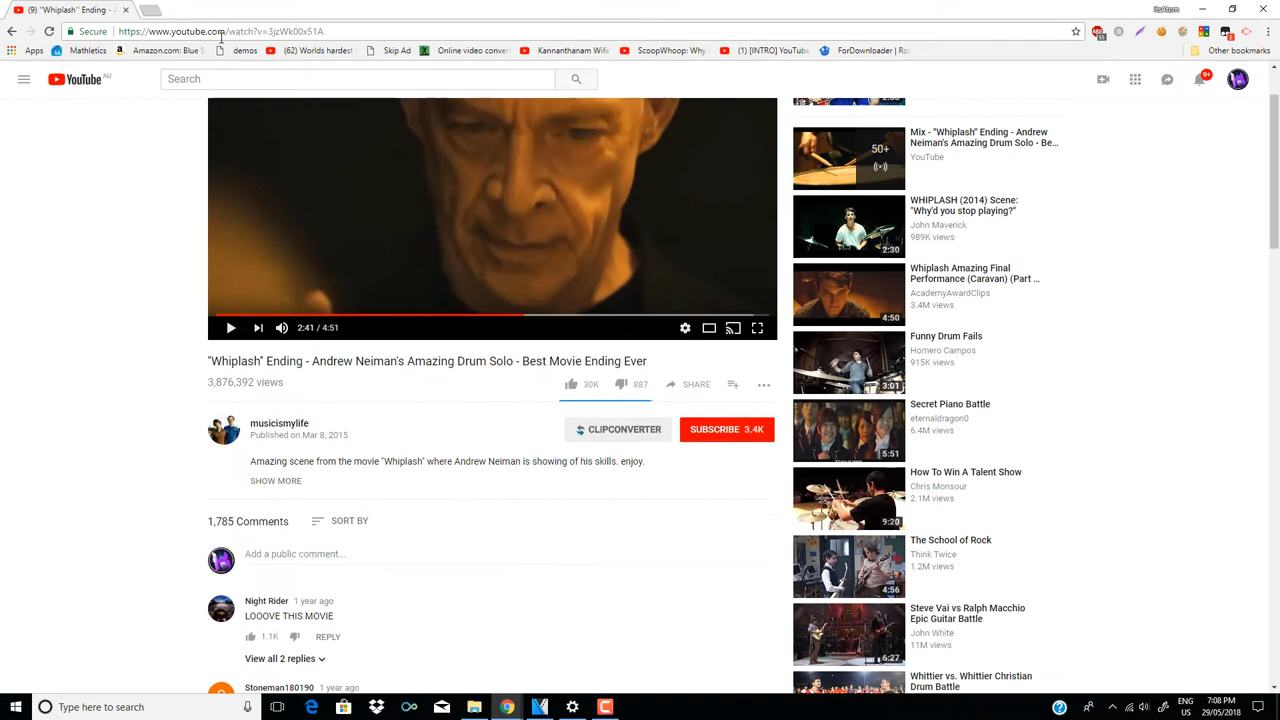 (9) "Whiplash" Ending - A
ItsAtom
Secure https://www.youtube.com/watch?v=3jzWk00x51A
Apps Mathletics Amazon.com: Blue S demos (62) Worlds hardest Skip Ad Online video conver Kannanthanam Ev ScoopWhoop: Why [INTRO] YouTube ForDownloader | Ro Other bookmarks
YouTube AU
Search
9+
2:41 / 4:51
"Whiplash" Ending - Andrew Neiman's Amazing Drum Solo - Best Movie Ending Ever
3,876,392 views
30K 887 SHARE
musicismylife
Published on Mar 8, 2015
CLIPCONVERTER
SUBSCRIBE 3.4K
Amazing scene from the movie "Whiplash" where Andrew Neiman is showing of his skills. enjoy.
SHOW MORE
1,785 Comments SORT BY
Add a public comment...
Night Rider 1 year ago
LOOOVE THIS MOVIE
1.1K REPLY
View all 2 replies
Stoneman180190 1 year ago
50+
Mix - "Whiplash" Ending - Andrew
Neiman's Amazing Drum Solo - Be...
YouTube
WHIPLASH (2014) Scene:
"Why'd you stop playing?"
John Maverick
989K views
2:30
Whiplash Amazing Final
Performance (Caravan) (Part ...
AcademyAwardClips
3.4M views
4:50
Funny Drum Fails
Homero Campos
915K views
3:01
Secret Piano Battle
eternaldragon0
6.4M views
5:51
How To Win A Talent Show
Chris Monsour
2.1M views
9:20
The School of Rock
Think Twice
1.2M views
4:56
Steve Vai vs Ralph Macchio
Epic Guitar Battle
John White
11M views
6:27
Whittier vs. Whittier Christian
Drum Battle
Type here to search
ENG
US
7:08 PM
29/05/2018